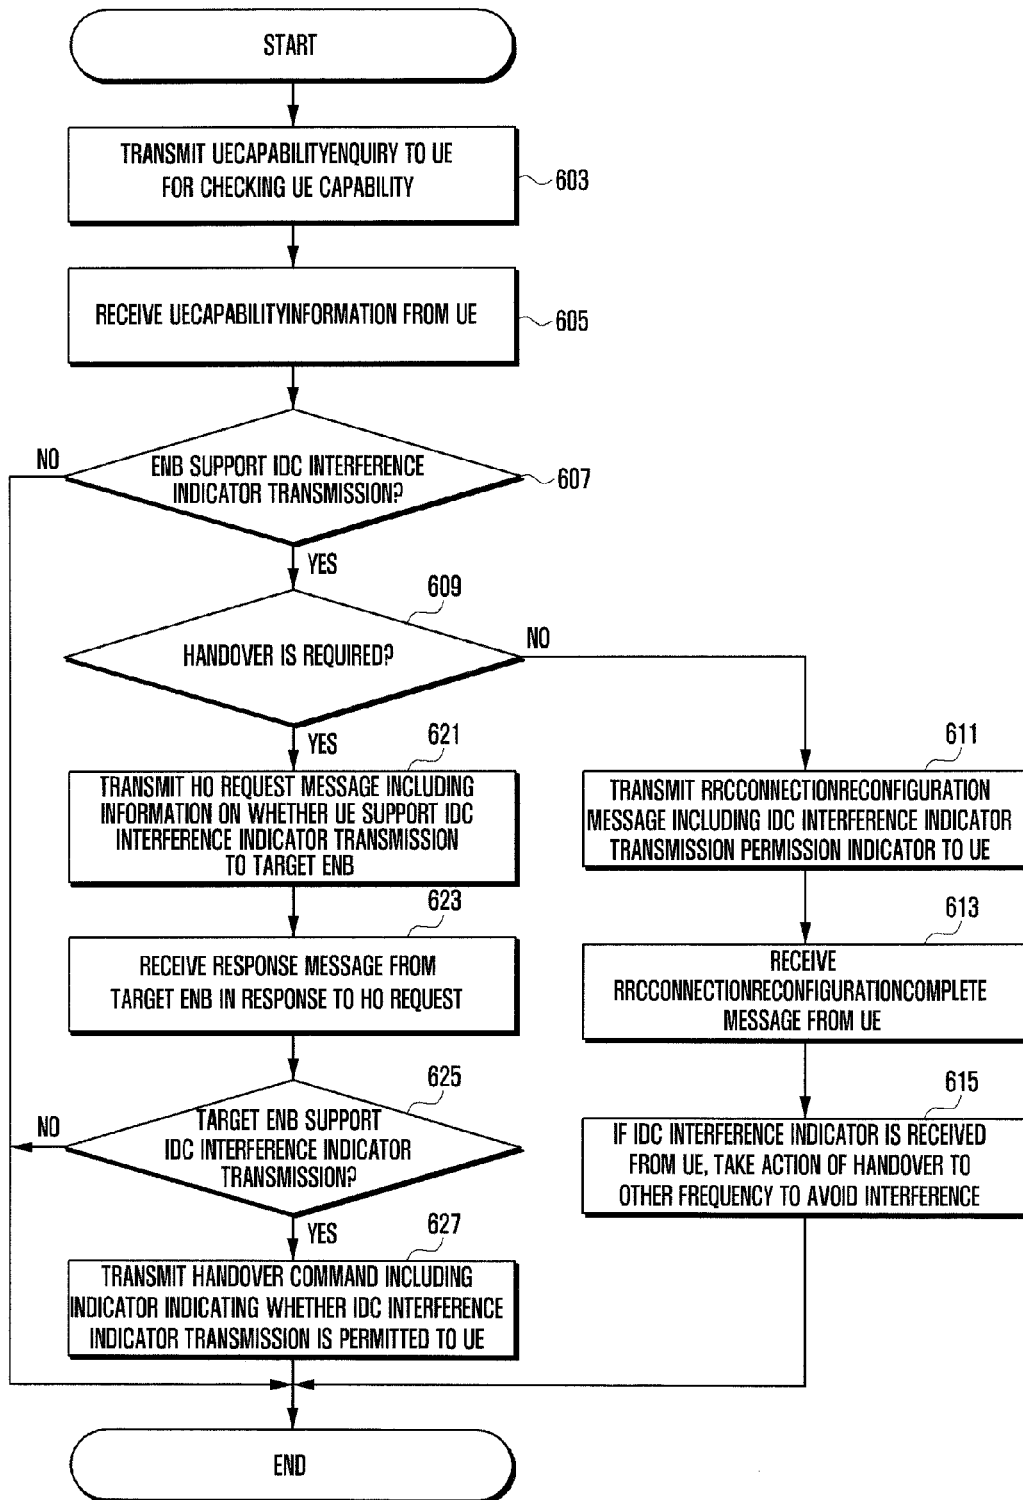 START
TRANSMIT UECAPABILITYENQUIRY TO UE
FOR CHECKING UE CAPABILITY
603
RECEIVE UECAPABILITYINFORMATION FROM UE
605
NO
ENB SUPPORT IDC INTERFERENCE
INDICATOR TRANSMISSION?
607
YES
609
HANDOVER IS REQUIRED?
NO
YES
621
TRANSMIT HO REQUEST MESSAGE INCLUDING
INFORMATION ON WHETHER UE SUPPORT IDC
INTERFERENCE INDICATOR TRANSMISSION
TO TARGET ENB
611
TRANSMIT RRCCONNECTIONRECONFIGURATION
MESSAGE INCLUDING IDC INTERFERENCE INDICATOR
TRANSMISSION PERMISSION INDICATOR TO UE
623
RECEIVE RESPONSE MESSAGE FROM
TARGET ENB IN RESPONSE TO HO REQUEST
613
RECEIVE
RRCCONNECTIONRECONFIGURATIONCOMPLETE
MESSAGE FROM UE
625
NO
TARGET ENB SUPPORT
IDC INTERFERENCE INDICATOR
TRANSMISSION?
615
IF IDC INTERFERENCE INDICATOR IS RECEIVED
FROM UE, TAKE ACTION OF HANDOVER TO
OTHER FREQUENCY TO AVOID INTERFERENCE
YES
627
TRANSMIT HANDOVER COMMAND INCLUDING
INDICATOR INDICATING WHETHER IDC INTERFERENCE
INDICATOR TRANSMISSION IS PERMITTED TO UE
END